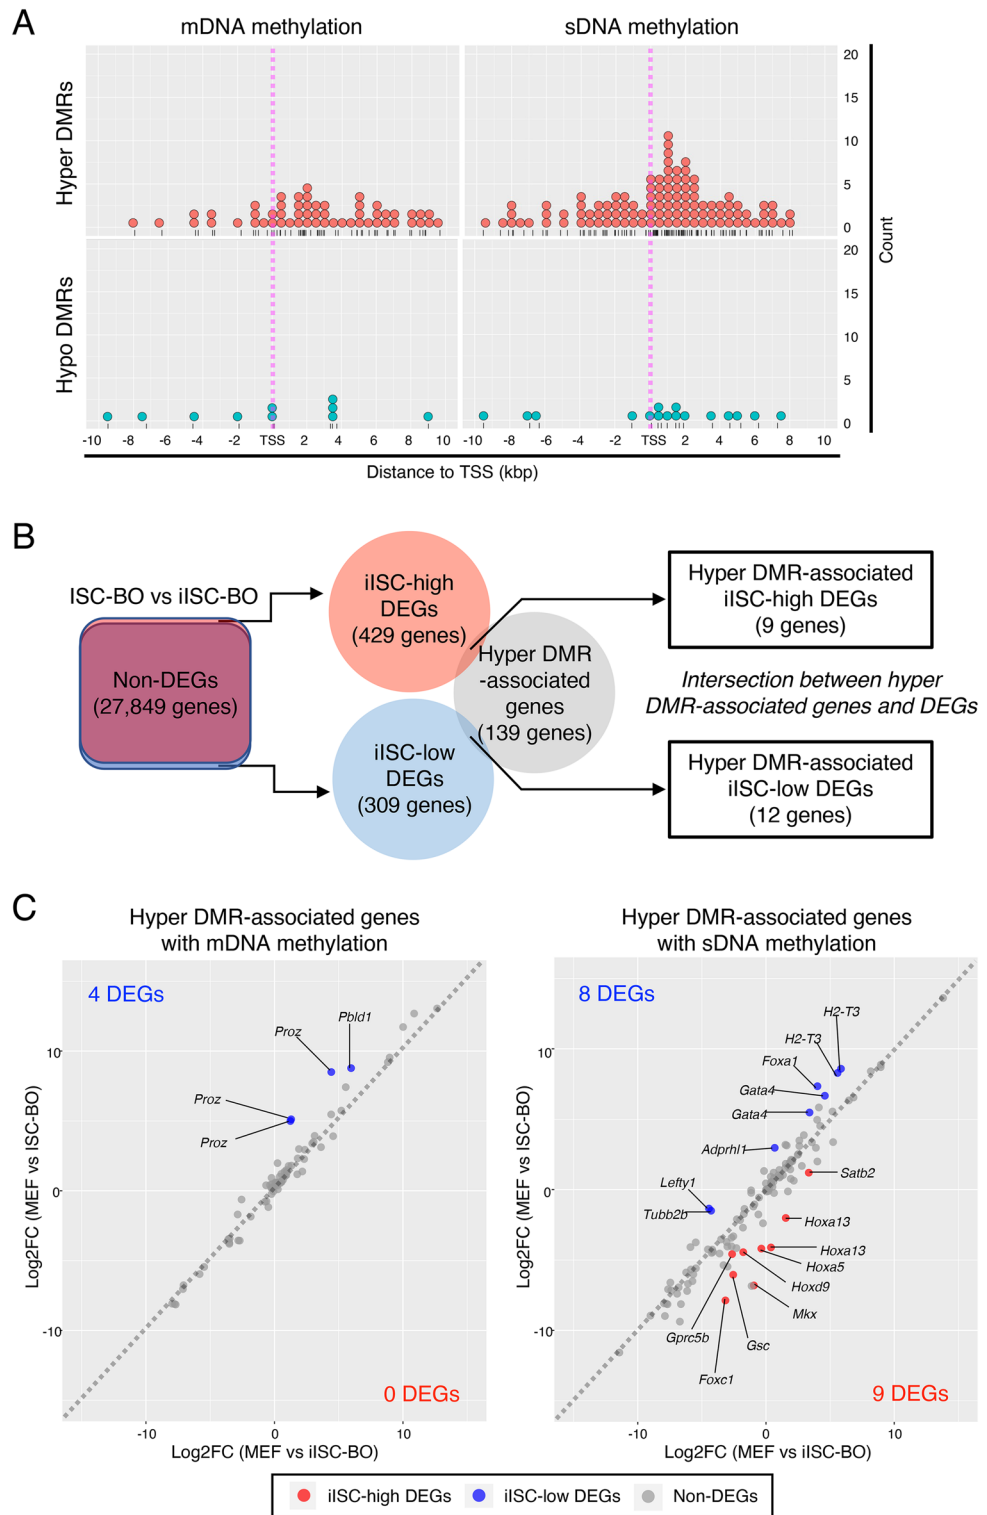 A
mDNA methylation
sDNA methylation
Hyper DMRs
20
15
10
5
0
Hypo DMRs
20
15
10
5
0
Count
-10 -8 -6 -4 -2 TSS 2 4 6 8 10
-10 -8 -6 -4 -2 TSS 2 4 6 8 10
Distance to TSS (kbp)
B
ISC-BO vs iISC-BO
Non-DEGs
(27,849 genes)
iISC-high
DEGs
(429 genes)
Hyper DMR
-associated
genes
(139 genes)
iISC-low
DEGs
(309 genes)
Hyper DMR-associated
iISC-high DEGs
(9 genes)
Intersection between hyper
DMR-associated genes and DEGs
Hyper DMR-associated
iISC-low DEGs
(12 genes)
C
Hyper DMR-associated genes
with mDNA methylation
4 DEGs
Pbld1
Proz
Proz
Proz
0 DEGs
10
0
-10
Log2FC (MEF vs ISC-BO)
-10 0 10
Log2FC (MEF vs iISC-BO)
Hyper DMR-associated genes
with sDNA methylation
8 DEGs
H2-T3
H2-T3
Foxa1
Gata4
Gata4
Adprhl1
Satb2
Lefty1
Tubb2b
Hoxa13
Hoxa13
Hoxa5
Hoxd9
Mkx
Gprc5b
Gsc
Foxc1
9 DEGs
10
0
-10
Log2FC (MEF vs ISC-BO)
-10 0 10
Log2FC (MEF vs iISC-BO)
iISC-high DEGs
iISC-low DEGs
Non-DEGs